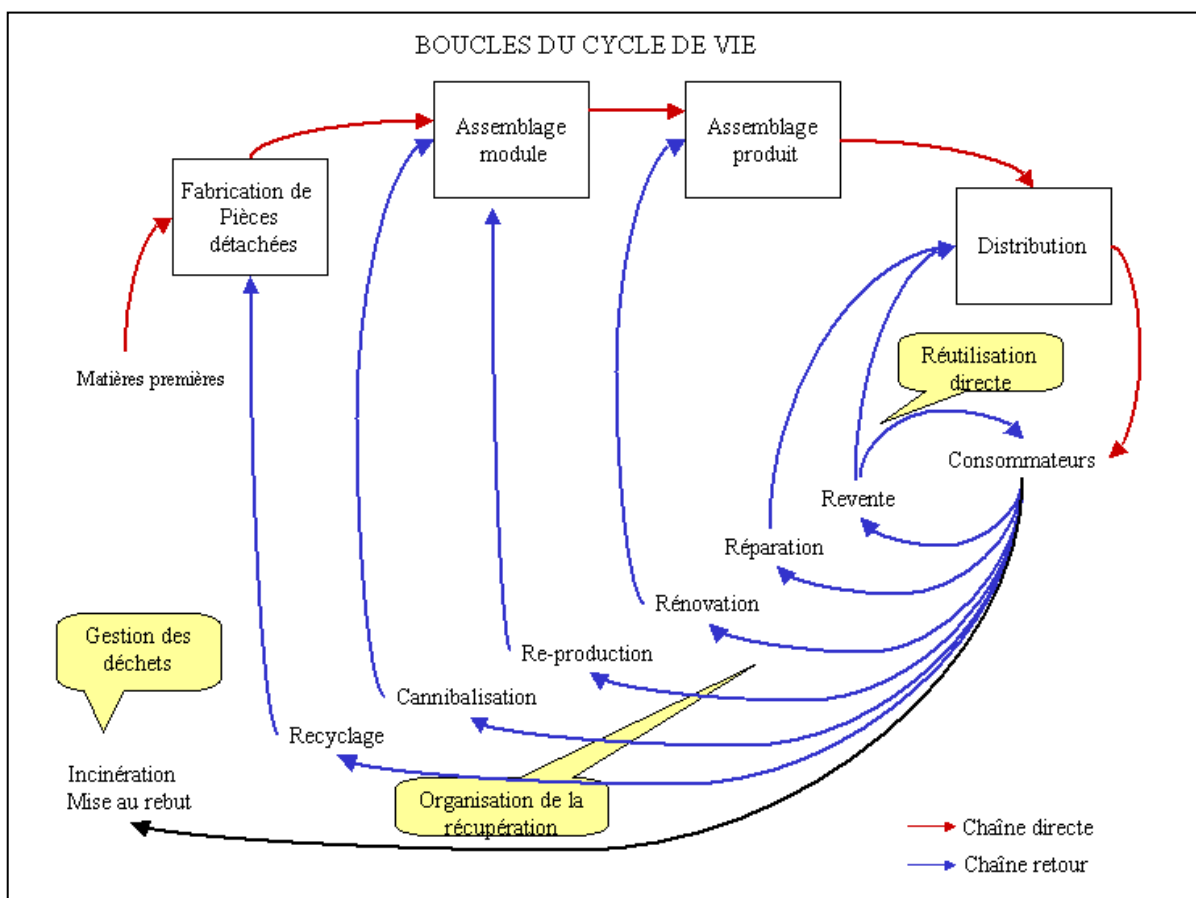 BOUCLES DU CYCLE DE VIE
Assemblage
module
Assemblage
produit
Fabrication de
Pièces
détachées
Distribution
Matières premières
Réutilisation
directe
Consommateurs
Revente
Réparation
Rénovation
Gestion des
déchets
Re-production
Cannibalisation
Recyclage
Incinération
Mise au rebut
Organisation de la
récupération
Chaîne directe
Chaîne retour